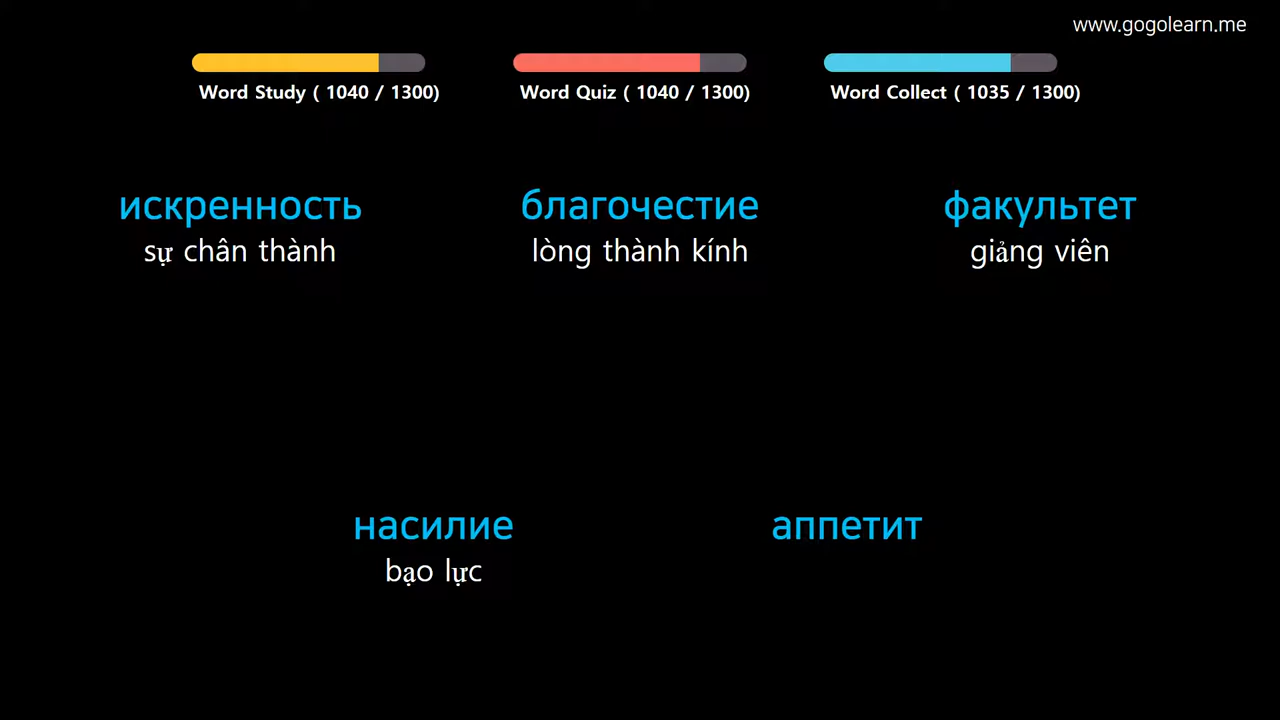 www.gogolearn.me
Word Study ( 1040 / 1300)
Word Quiz ( 1040 / 1300)
Word Collect ( 1035 / 1300)
искренность
sự chân thành
благочестие
lòng thành kính
факультет
giảng viên
насилие
bạo lực
аппетит